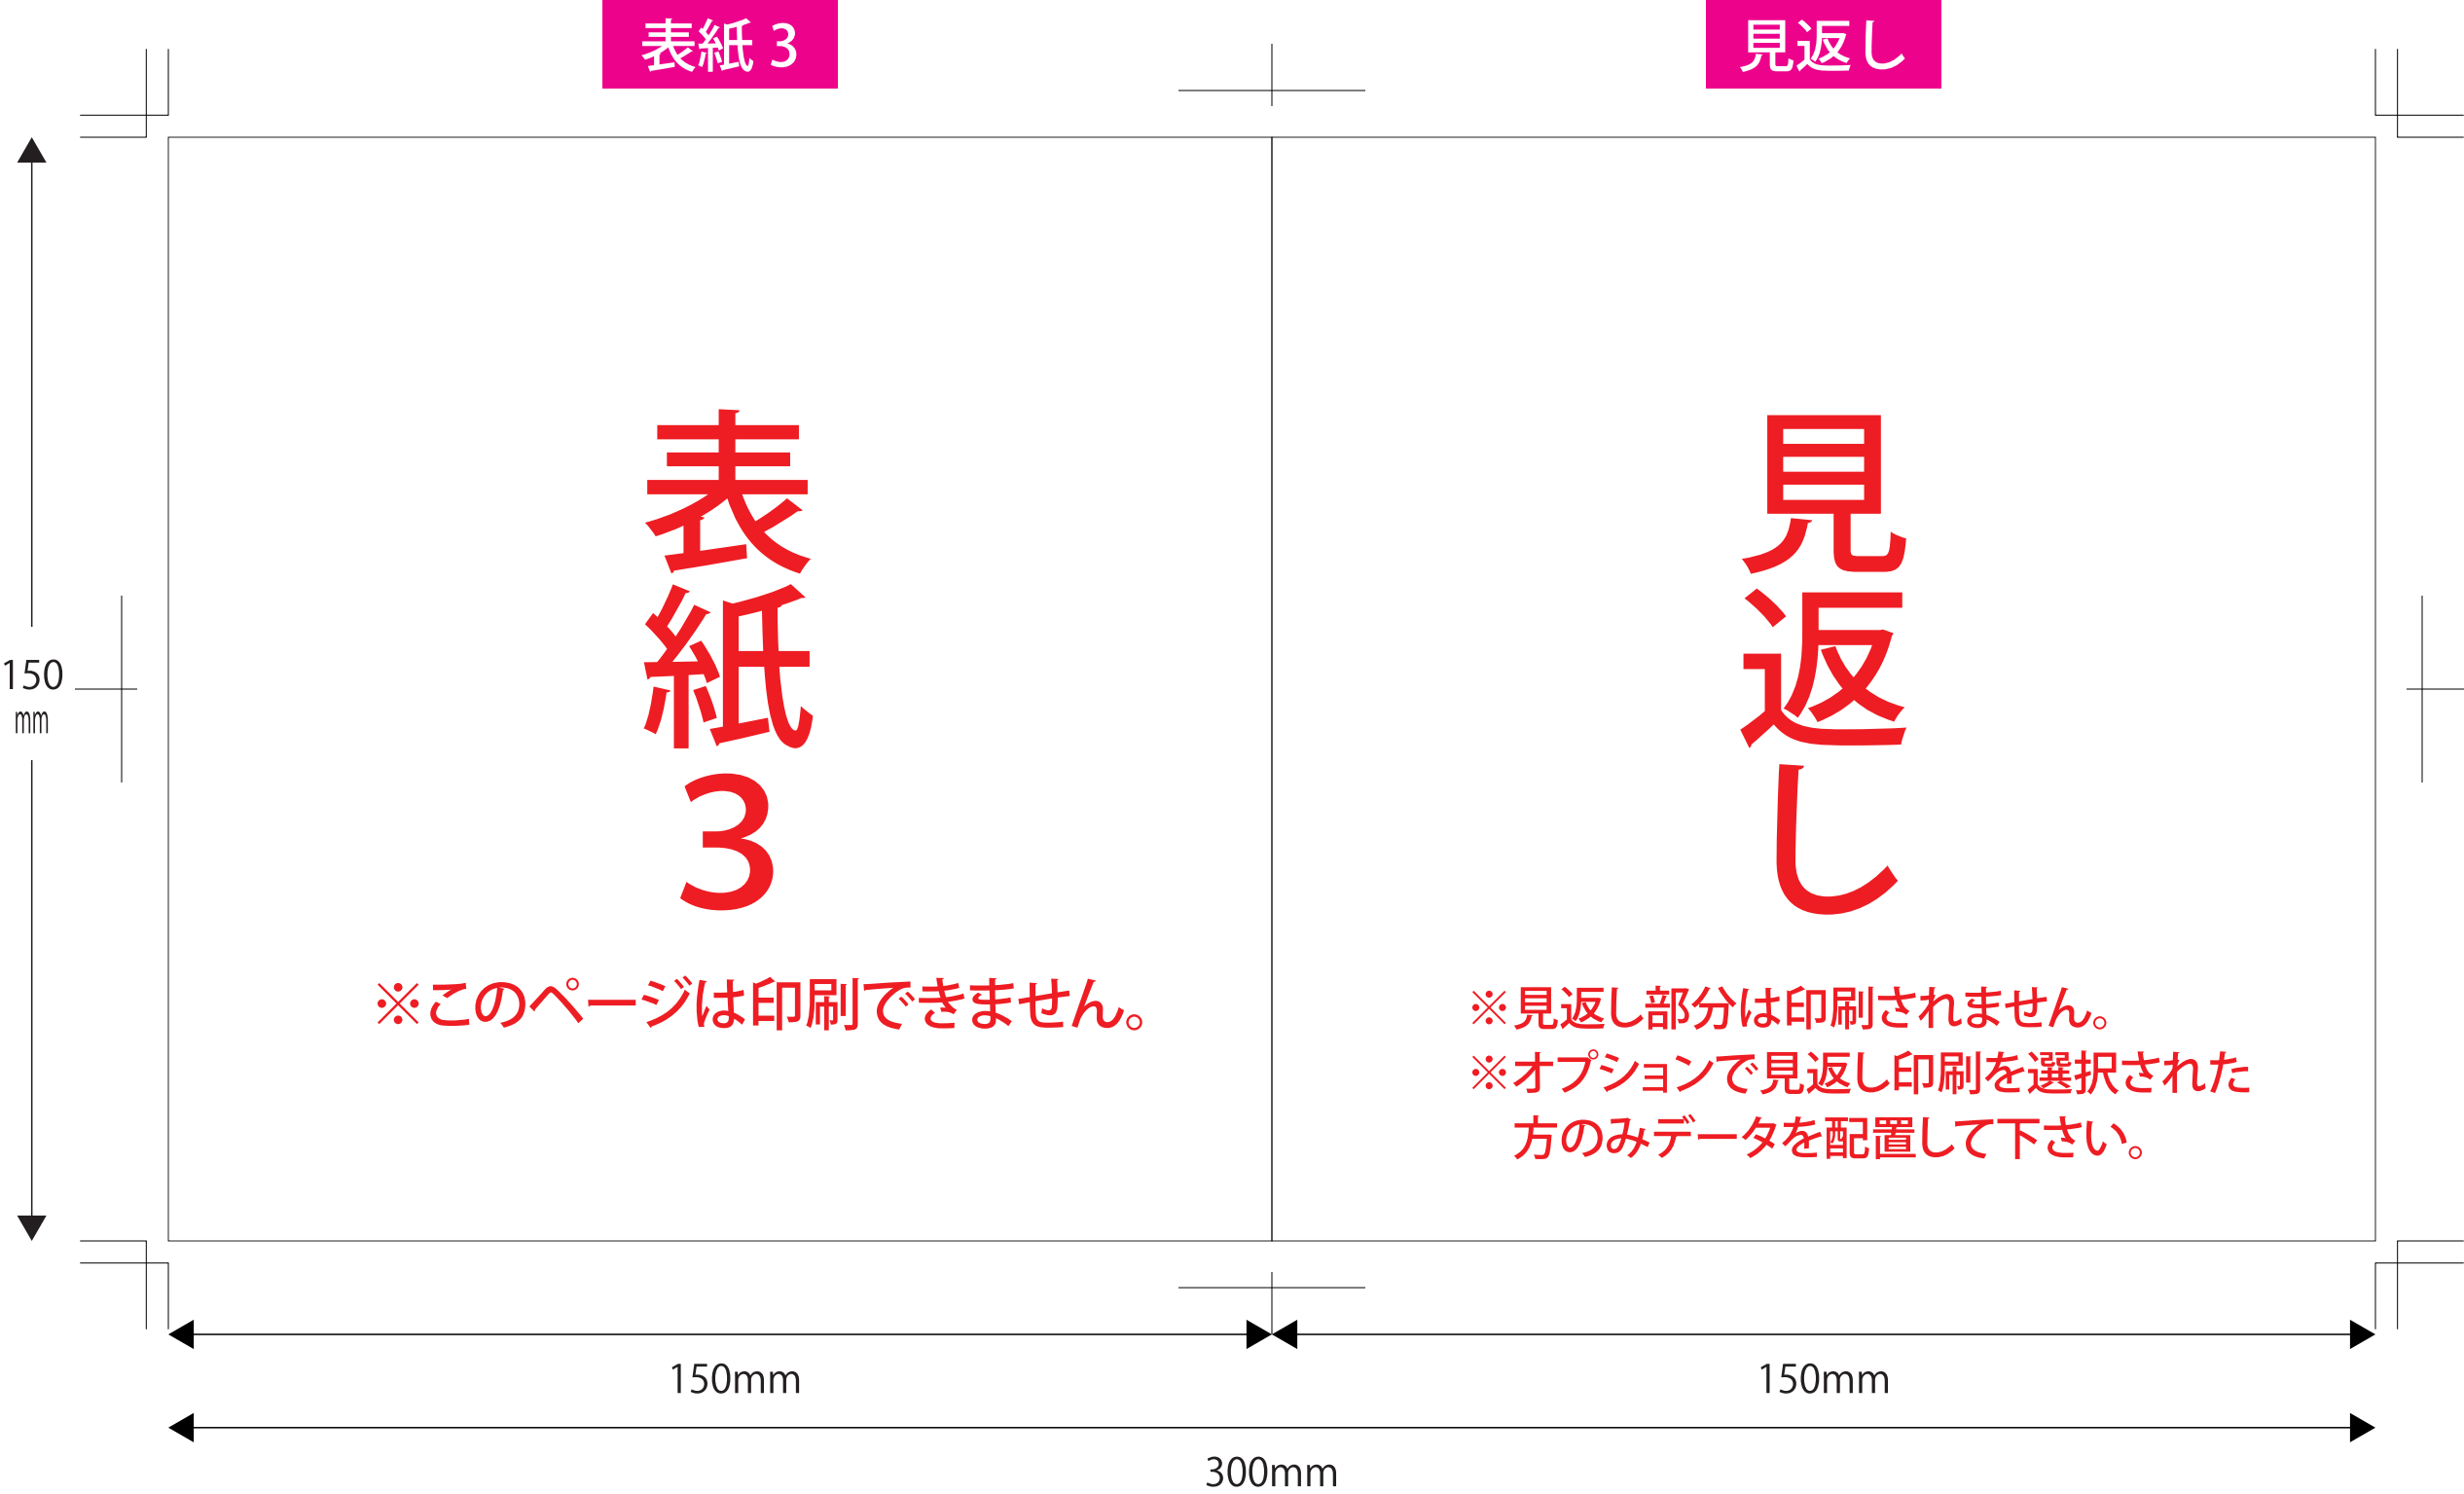 表紙 3
見返し
表紙3
※このページは印刷できません。
見返し
※見返し部分は印刷されません。
※オプションで見返し印刷を選択された
方のみデータを配置して下さい。
150
mm
150mm
150mm
300mm